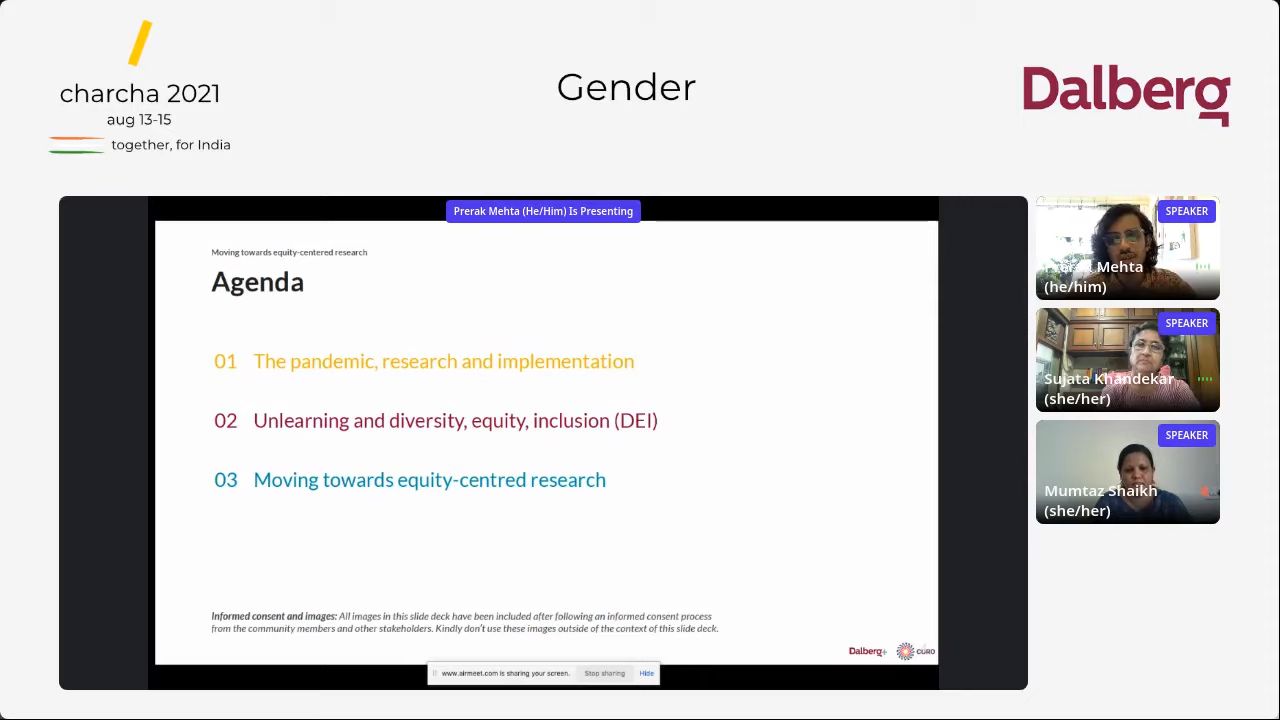 charcha 2021
aug 13-15
together, for India
Gender
Dalberg
Prerak Mehta (He/Him) Is Presenting
Moving towards equity-centered research
Agenda
01 The pandemic, research and implementation
02 Unlearning and diversity, equity, inclusion (DEI)
03 Moving towards equity-centred research
Informed consent and images: All images in this slide deck have been included after following an informed consent process
from the community members and other stakeholders. Kindly don't use these images outside of the context of this slide deck.
Dalberg+
CORO
www.airmeet.com is sharing your screen.
Stop sharing
Hide
SPEAKER
Prerak Mehta
(he/him)
SPEAKER
Sujata Khandekar
(she/her)
SPEAKER
Mumtaz Shaikh
(she/her)